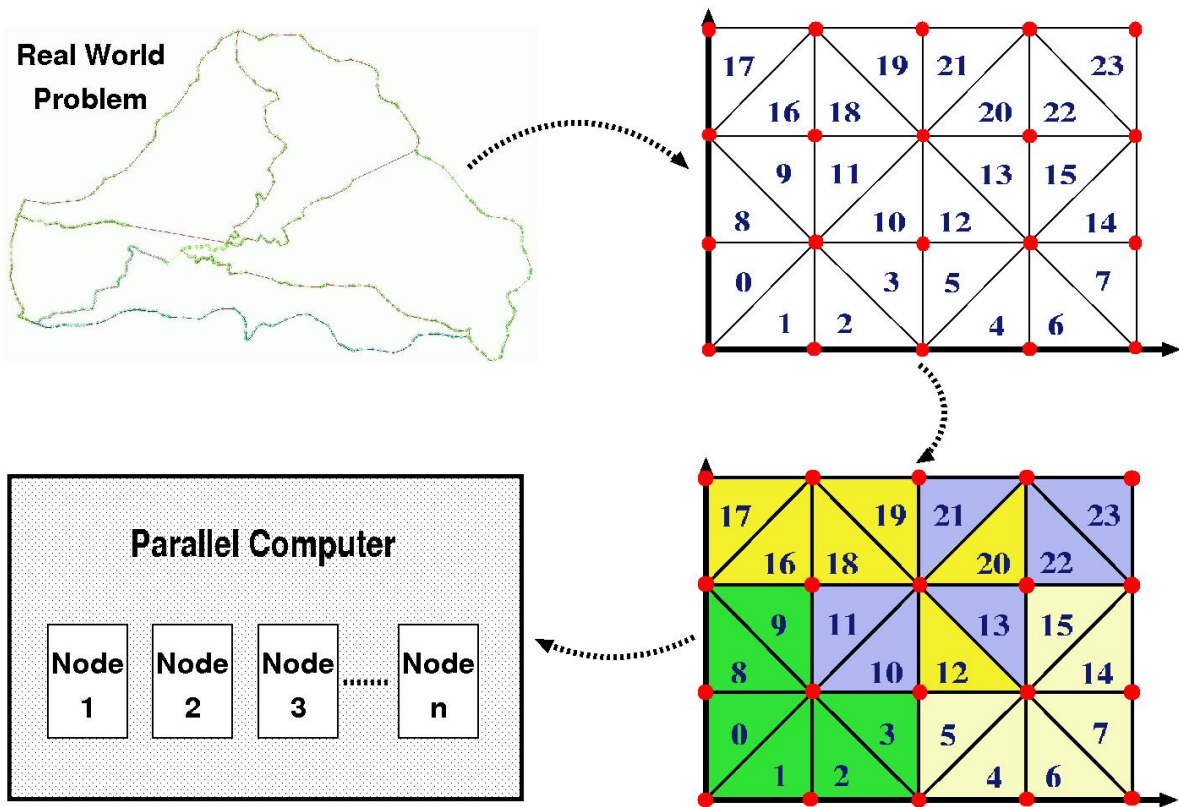 Real World
Problem
17 19 21 23
16 18 20 22
9 11 13 15
8 10 12 14
0 3 5 7
1 2 4 6
17 19 21 23
16 18 20 22
9 11 13 15
8 10 12 14
0 3 5 7
1 2 4 6
Parallel Computer
Node Node Node Node
1 2 3 n